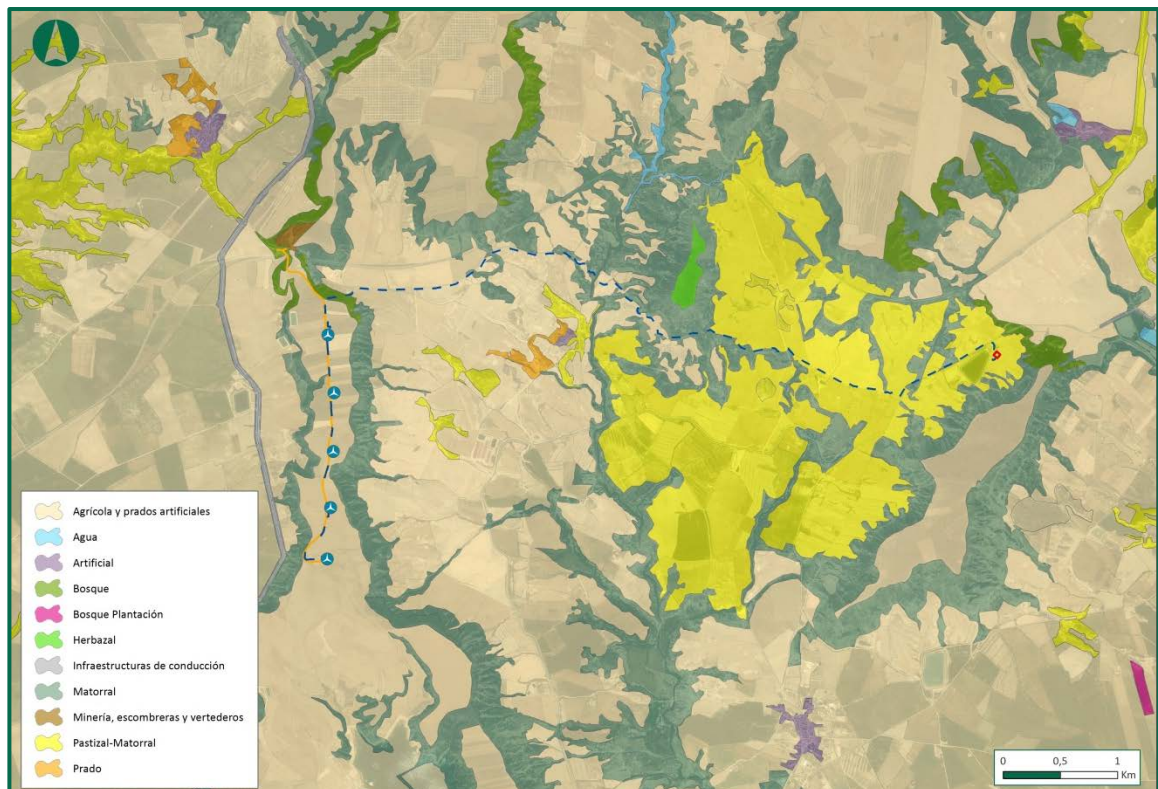 Agrícola y prados artificiales
Agua
Artificial
Bosque
Bosque Plantación
Herbazal
Infraestructuras de conducción
Matorral
Minería, escombreras y vertederos
Pastizal-Matorral
Prado
0 0,5 1
Km